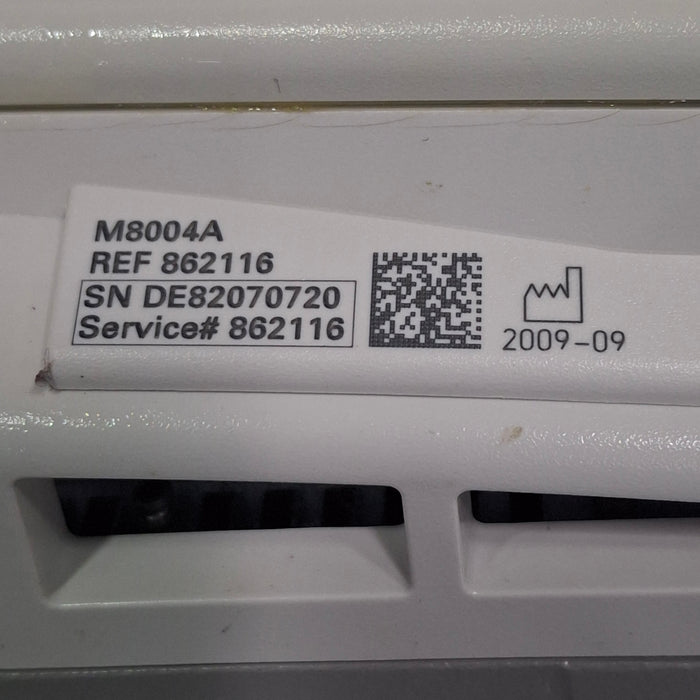 M8004A
REF 862116
SN DE82070720
Service# 862116
2009-09